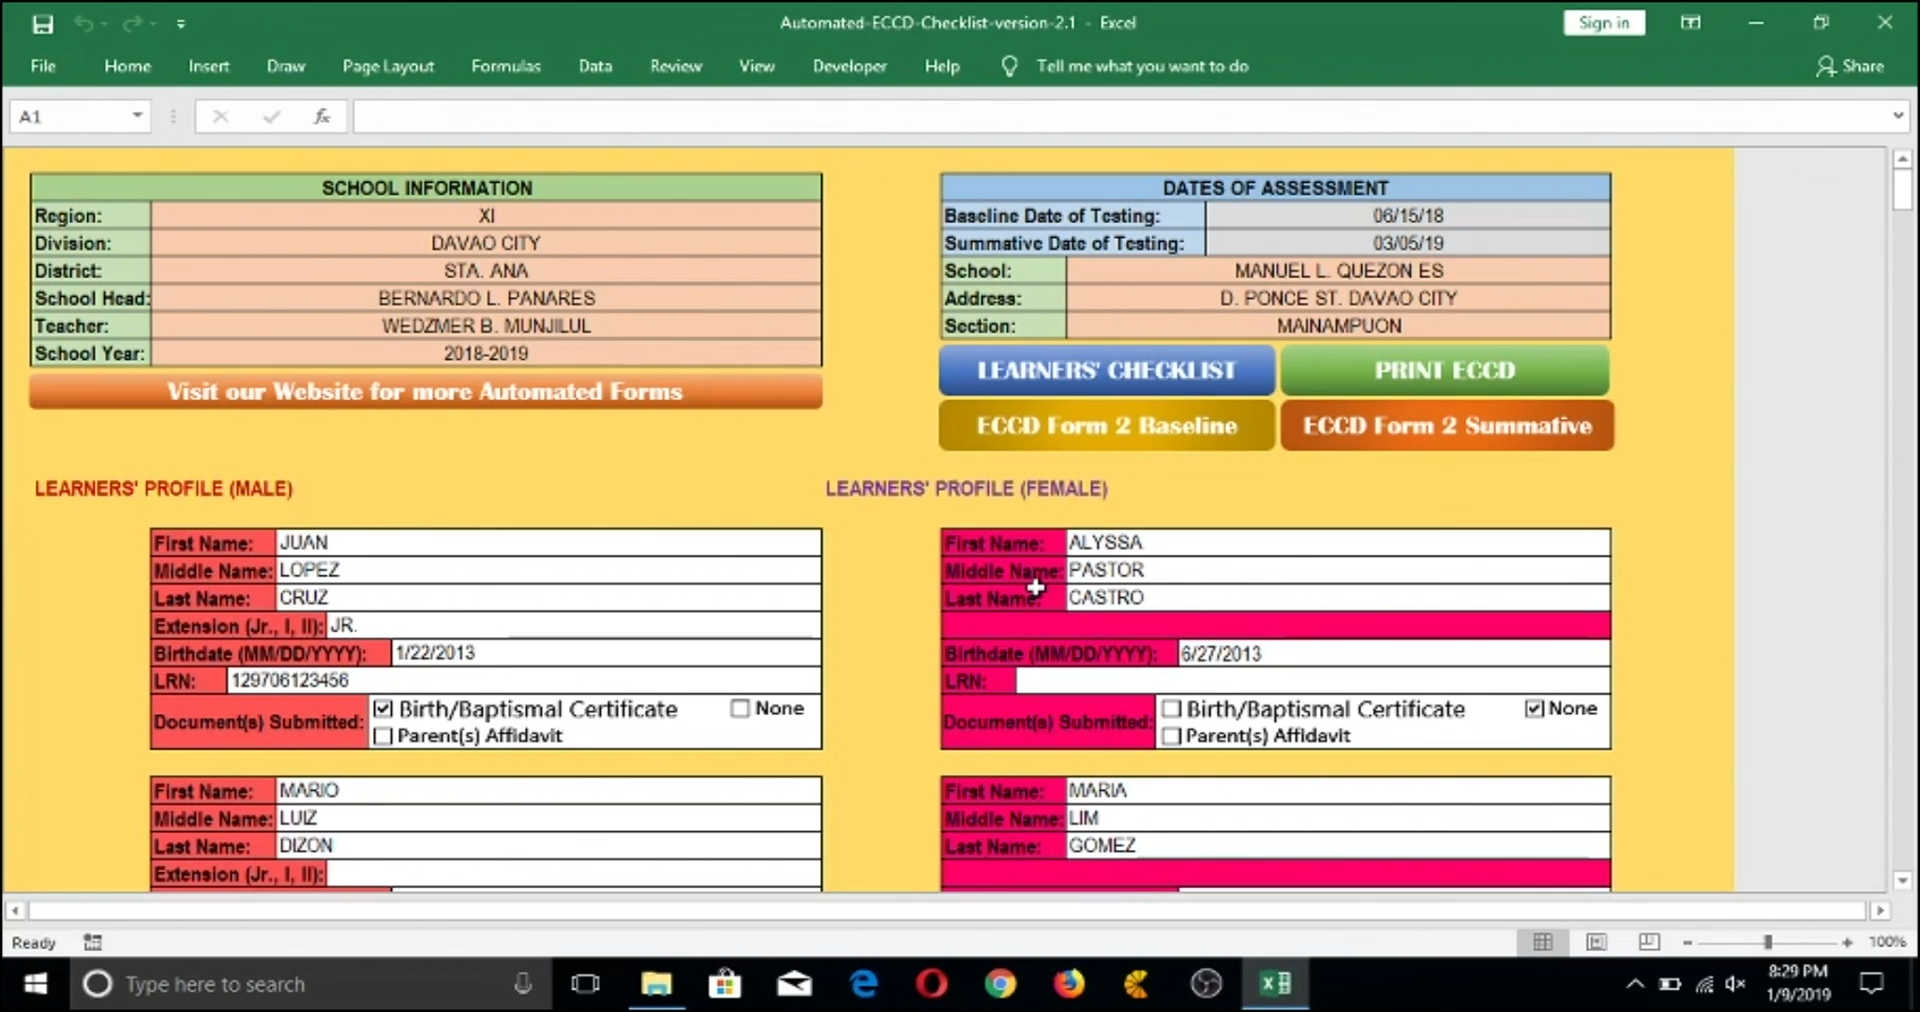 Automated-ECCD-Checklist-version-2.1 - Excel
Sign in
File Home Insert Draw Page Layout Formulas Data Review View Developer Help Tell me what you want to do Share
A1 fx
SCHOOL INFORMATION
Region: XI
Division: DAVAO CITY
District: STA. ANA
School Head: BERNARDO L. PANARES
Teacher: WEDZMER B. MUNJILUL
School Year: 2018-2019
Visit our Website for more Automated Forms
DATES OF ASSESSMENT
Baseline Date of Testing: 06/15/18
Summative Date of Testing: 03/05/19
School: MANUEL L. QUEZON ES
Address: D. PONCE ST. DAVAO CITY
Section: MAINAMPUON
LEARNERS' CHECKLIST PRINT ECCD
ECCD Form 2 Baseline ECCD Form 2 Summative
LEARNERS' PROFILE (MALE)
First Name: JUAN
Middle Name: LOPEZ
Last Name: CRUZ
Extension (Jr., I, II): JR.
Birthdate (MM/DD/YYYY): 1/22/2013
LRN: 129706123456
Document(s) Submitted: Birth/Baptismal Certificate None
Parent(s) Affidavit
First Name: MARIO
Middle Name: LUIZ
Last Name: DIZON
Extension (Jr., I, II):
LEARNERS' PROFILE (FEMALE)
First Name: ALYSSA
Middle Name: PASTOR
Last Name: CASTRO
Birthdate (MM/DD/YYYY): 6/27/2013
LRN:
Document(s) Submitted: Birth/Baptismal Certificate None
Parent(s) Affidavit
First Name: MARIA
Middle Name: LIM
Last Name: GOMEZ
Ready
100%
Type here to search
8:29 PM
1/9/2019